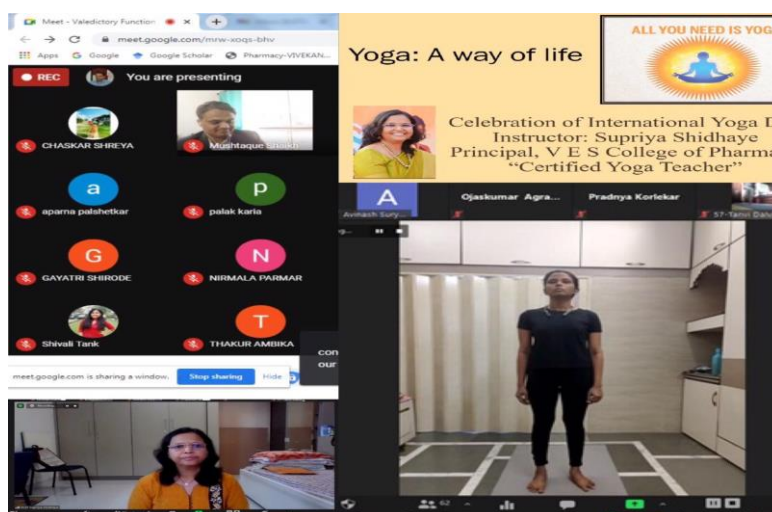 Meet - Valedictory Function
meet.google.com/mrw-xoqs-bhv
Apps
Google
Google Scholar
Pharmacy-VIVEKAN...
REC
You are presenting
CHASKAR SHREYA
Mushtaque Shaikh
a
aparna palshetkar
p
palak karia
G
GAYATRI SHIRODE
N
NIRMALA PARMAR
Shivali Tank
T
THAKUR AMBIKA
con
our
meet.google.com is sharing a window.
Stop sharing
Hide
Yoga: A way of life
ALL YOU NEED IS YOG
Celebration of International Yoga D
Instructor: Supriya Shidhaye
Principal, V E S College of Pharma
“Certified Yoga Teacher”
A
Avinash Sury...
Ojaskumar Agra...
Pradnya Korlekar
57-Tanvi Dalv
62